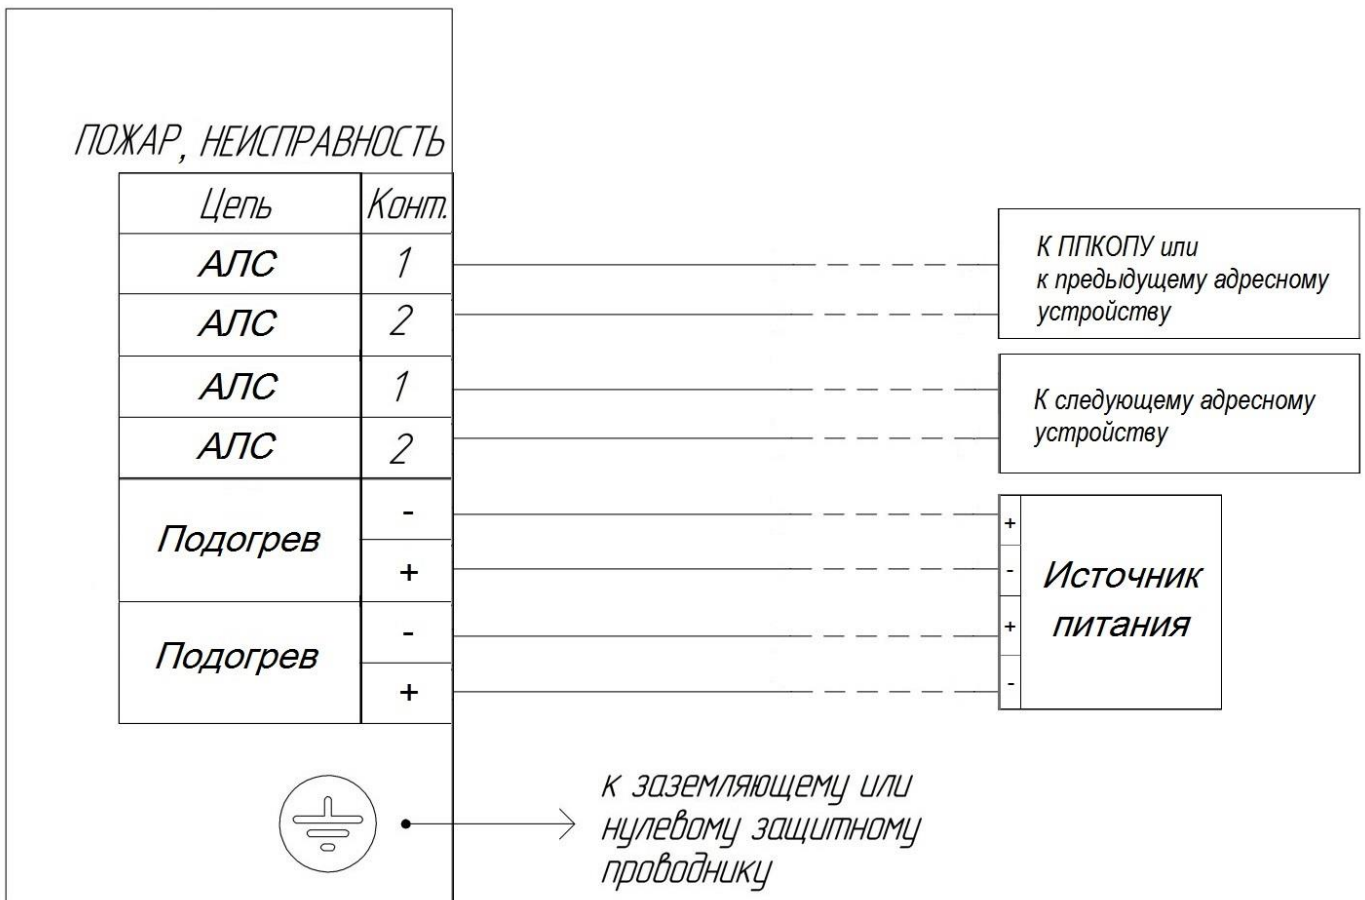 ПОЖАР, НЕИСПРАВНОСТЬ
Цепь Конт.
АЛС 1
АЛС 2
АЛС 1
АЛС 2
Подогрев
-
+
Подогрев
-
+
К ППКОПУ или
к предыдущему адресному
устройству
К следующему адресному
устройству
+
-
+
-
Источник
питания
к заземляющему или
нулевому защитному
проводнику